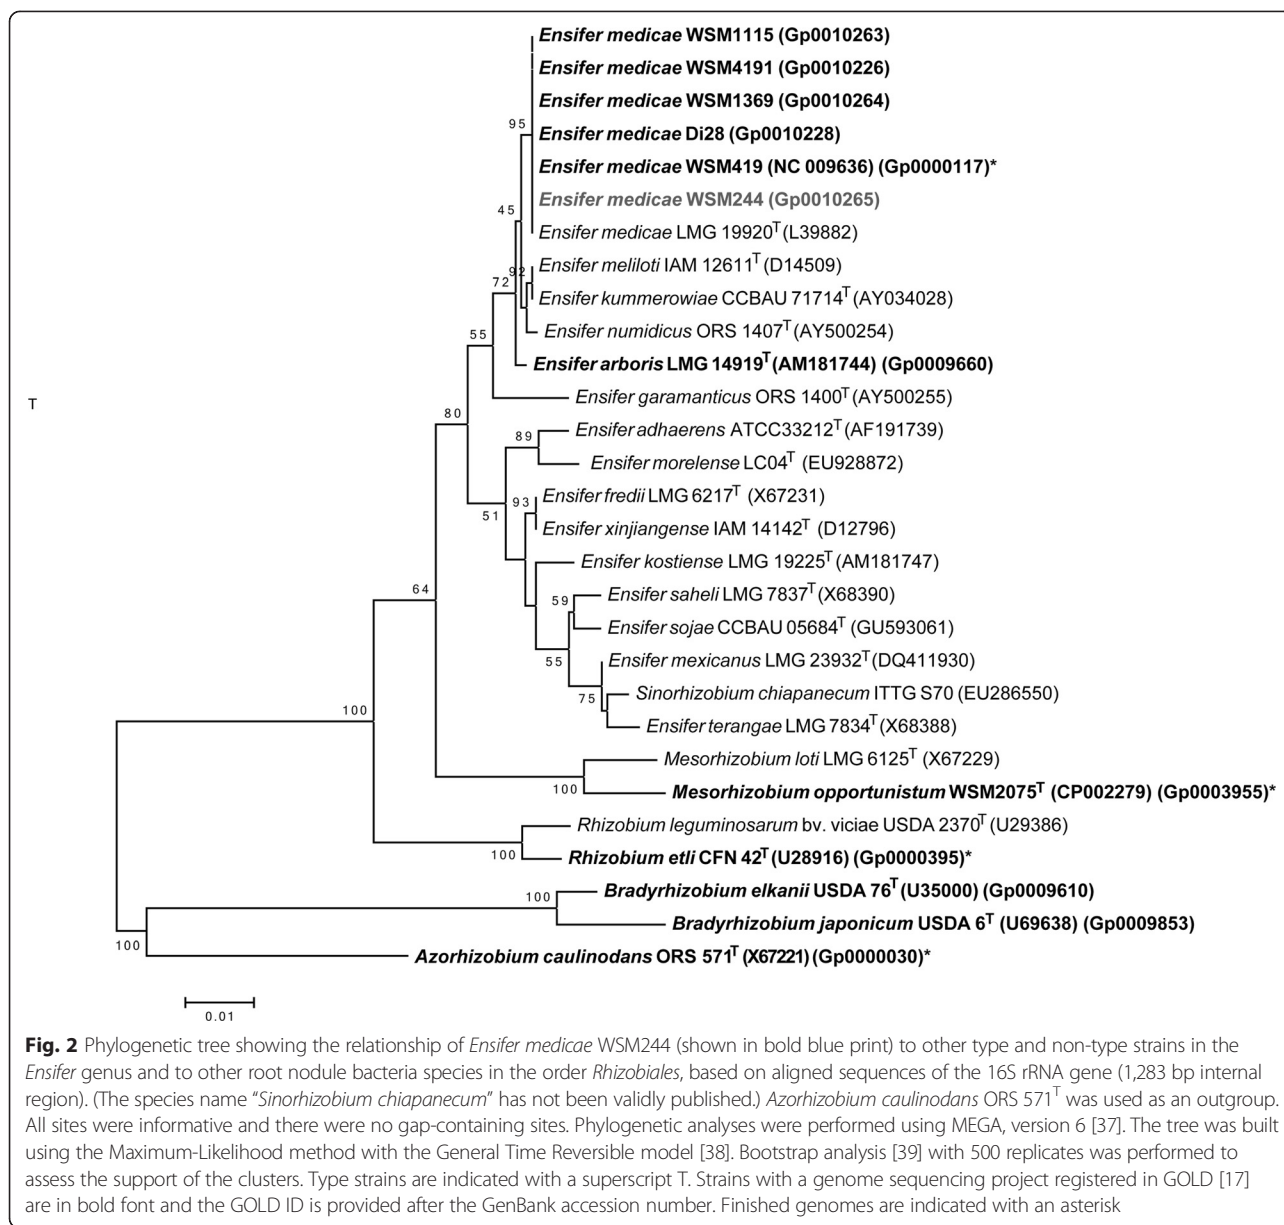 Ensifer medicae WSM1115 (Gp0010263)
Ensifer medicae WSM4191 (Gp0010226)
Ensifer medicae WSM1369 (Gp0010264)
95
Ensifer medicae Di28 (Gp0010228)
Ensifer medicae WSM419 (NC 009636) (Gp0000117)*
Ensifer medicae WSM244 (Gp0010265)
45
Ensifer medicae LMG 19920T (L39882)
92
Ensifer meliloti IAM 12611T (D14509)
72
Ensifer kummerowiae CCBAU 71714T (AY034028)
55
Ensifer numidicus ORS 1407T (AY500254)
Ensifer arboris LMG 14919T (AM181744) (Gp0009660)
Ensifer garamanticus ORS 1400T (AY500255)
T
80
Ensifer adhaerens ATCC33212T (AF191739)
89
Ensifer morelense LC04T (EU928872)
93
Ensifer fredii LMG 6217T (X67231)
51
Ensifer xinjiangense IAM 14142T (D12796)
Ensifer kostiense LMG 19225T (AM181747)
64
59
Ensifer saheli LMG 7837T (X68390)
Ensifer sojae CCBAU 05684T (GU593061)
55
Ensifer mexicanus LMG 23932T (DQ411930)
75
Sinorhizobium chiapanecum ITTG S70 (EU286550)
100
Ensifer terangae LMG 7834T (X68388)
Mesorhizobium loti LMG 6125T (X67229)
100
Mesorhizobium opportunistum WSM2075T (CP002279) (Gp0003955)*
Rhizobium leguminosarum bv. viciae USDA 2370T (U29386)
100
Rhizobium etli CFN 42T (U28916) (Gp0000395)*
100
Bradyrhizobium elkanii USDA 76T (U35000) (Gp0009610)
Bradyrhizobium japonicum USDA 6T (U69638) (Gp0009853)
100
Azorhizobium caulinodans ORS 571T (X67221) (Gp0000030)*
0.01
Fig. 2 Phylogenetic tree showing the relationship of Ensifer medicae WSM244 (shown in bold blue print) to other type and non-type strains in the
Ensifer genus and to other root nodule bacteria species in the order Rhizobiales, based on aligned sequences of the 16S rRNA gene (1,283 bp internal
region). (The species name “Sinorhizobium chiapanecum” has not been validly published.) Azorhizobium caulinodans ORS 571T was used as an outgroup.
All sites were informative and there were no gap-containing sites. Phylogenetic analyses were performed using MEGA, version 6 [37]. The tree was built
using the Maximum-Likelihood method with the General Time Reversible model [38]. Bootstrap analysis [39] with 500 replicates was performed to
assess the support of the clusters. Type strains are indicated with a superscript T. Strains with a genome sequencing project registered in GOLD [17]
are in bold font and the GOLD ID is provided after the GenBank accession number. Finished genomes are indicated with an asterisk